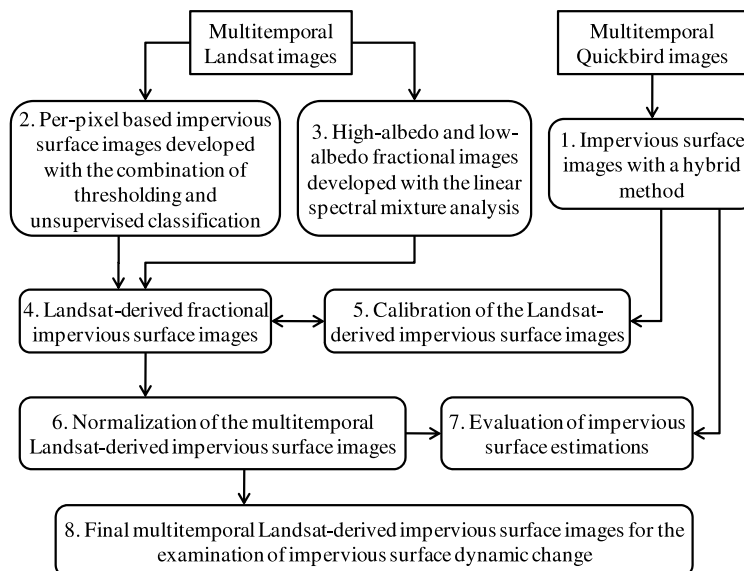 Multitemporal
Landsat images
Multitemporal
Quickbird images
2. Per-pixel based impervious
surface images developed
with the combination of
thresholding and
unsupervised classification
3. High-albedo and low-
albedo fractional images
developed with the linear
spectral mixture analysis
1. Impervious surface
images with a hybrid
method
4. Landsat-derived fractional
impervious surface images
5. Calibration of the Landsat-
derived impervious surface images
6. Normalization of the multitemporal
Landsat-derived impervious surface images
7. Evaluation of impervious
surface estimations
8. Final multitemporal Landsat-derived impervious surface images for the
examination of impervious surface dynamic change